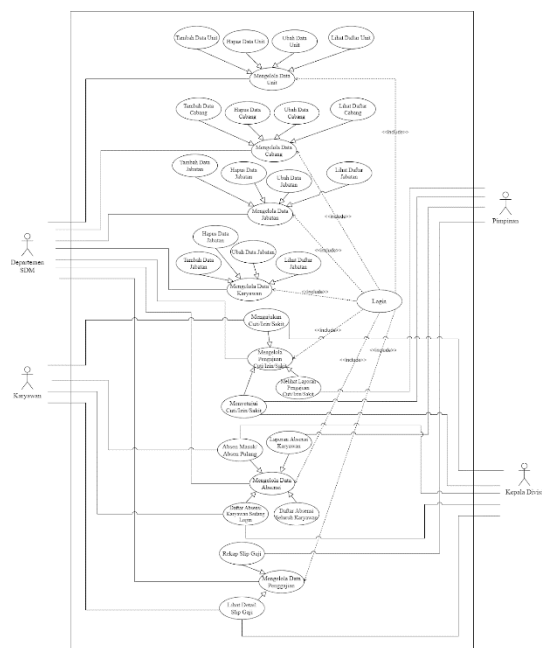 Tambah Data Unit
Hapus Data Unit
Ubah Data
Unit
Lihat Daftar Unit
Mengelola Data
Unit
Tambah Data
Cabang
Hapus Data
Cabang
Ubah Data
Cabang
Lihat Daftar
Cabang
<<include>>
Mengelola Data
Cabang
Tambah Data
Jabatan
Hapus Data
Jabatan
Ubah Data
Jabatan
Lihat Daftar
Jabatan
Mengelola Data
Jabatan
<<include>>
Pimpinan
Departemen
SDM
Hapus Data
Jabatan
Tambah Data
Jabatan
Ubah Data Jabatan
Lihat Daftar
Jabatan
Mengelola Data
Karyawan
<<include>>
Login
Mengajukan
Cuti/Izin/Sakit
<<include>>
<<include>>
<<include>>
Mengelola
Pengajuan
Cuti/Izin/Sakit
Melihat Laporan
Pengajuan
Cuti/Izin/Sakit
Karyawan
Menyetujui
Cuti/Izin/Sakit
Absen Masuk/
Absen Pulang
Laporan Absensi
Karyawan
Mengelola Data
Absensi
Daftar Absensi
Karyawan Sedang
Login
Daftar Absensi
Seluruh Karyawan
Kepala Divisi
Rekap Slip Gaji
Mengelola Data
Penggajian
Lihat Detail
Slip Gaji